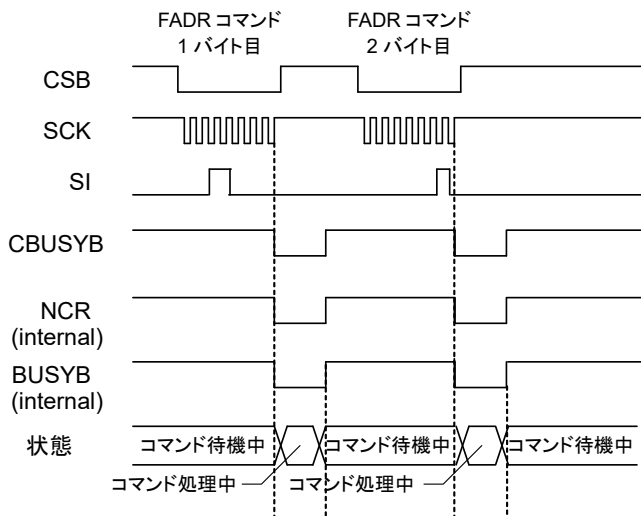 FADR コマンド
1 バイト目
FADR コマンド
2 バイト目
CSB
SCK
SI
CBUSYB
NCR
(internal)
BUSYB
(internal)
状態
コマンド待機中
コマンド待機中
コマンド待機中
コマンド処理中
コマンド処理中